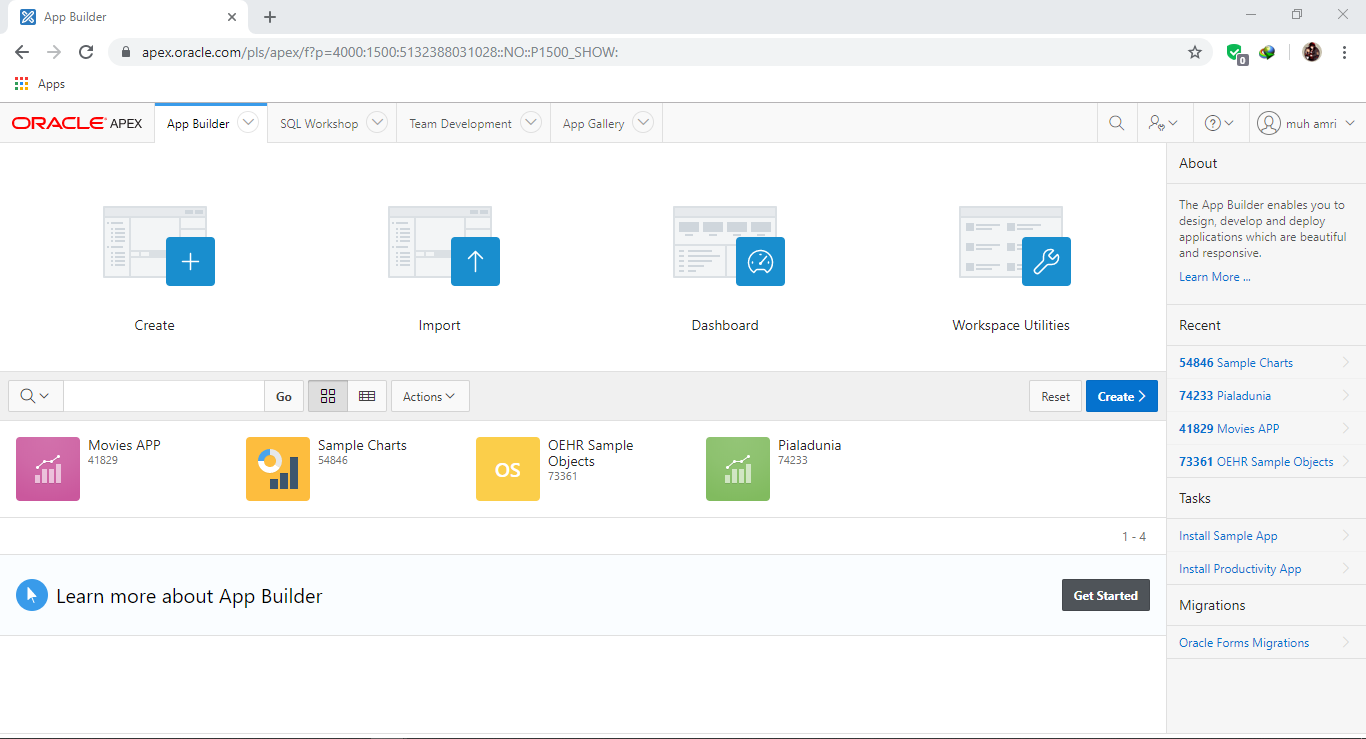 App Builder
apex.oracle.com/pls/apex/f?p=4000:1500:5132388031028::NO::P1500_SHOW:
0
Apps
ORACLE APEX
App Builder
SQL Workshop
Team Development
App Gallery
muh amri
Create
Import
Dashboard
Workspace Utilities
Go
Actions
Reset
Create
Movies APP
41829
Sample Charts
54846
OS
OEHR Sample
Objects
73361
Pialadunia
74233
1 - 4
Learn more about App Builder
Get Started
About
The App Builder enables you to
design, develop and deploy
applications which are beautiful
and responsive.
Learn More ...
Recent
54846 Sample Charts
74233 Pialadunia
41829 Movies APP
73361 OEHR Sample Objects
Tasks
Install Sample App
Install Productivity App
Migrations
Oracle Forms Migrations